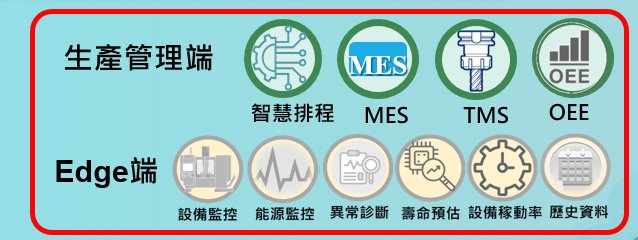 生產管理端
MES
OEE
智慧排程 MES TMS OEE
Edge端
設備監控 能源監控 異常診斷 壽命預估 設備稼動率 歷史資料